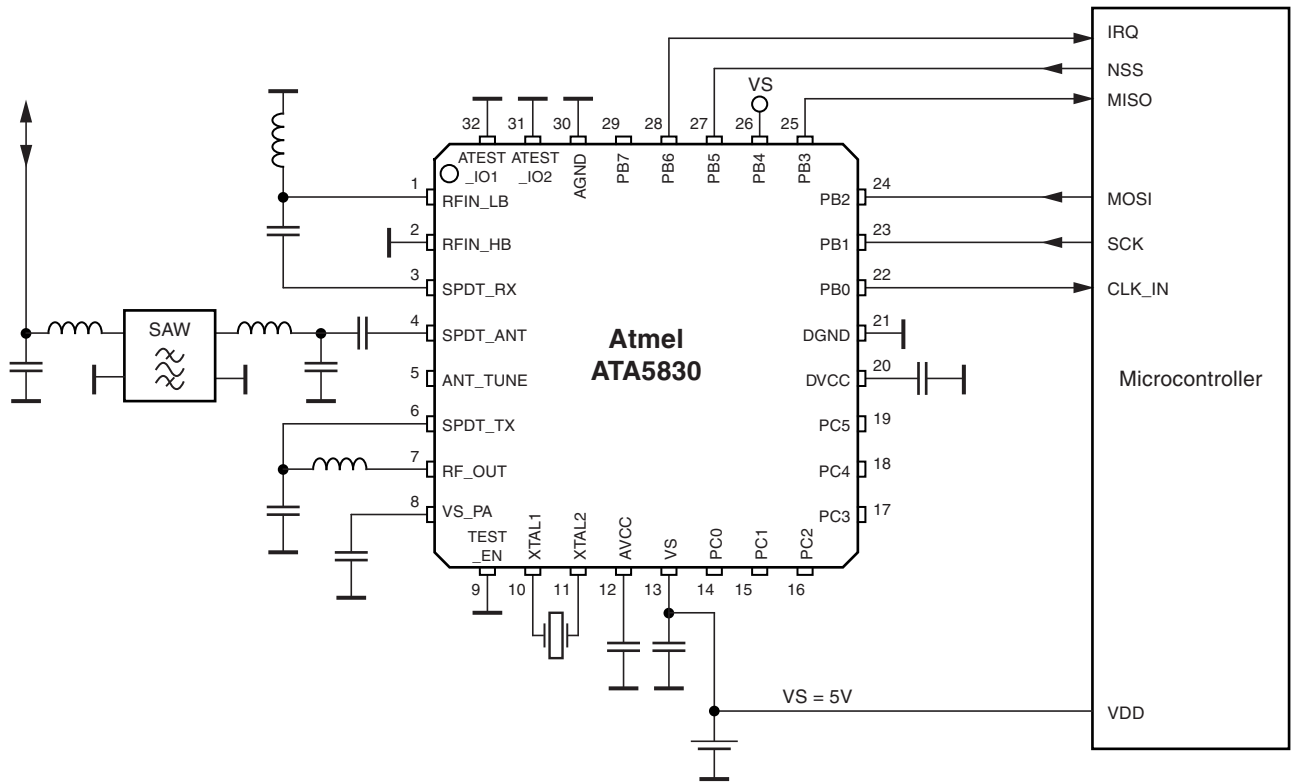 IRQ
NSS
MISO
VS
32
31
30
29
28
27
26
25
ATEST
_IO1
ATEST
_IO2
AGND
PB7
PB6
PB5
PB4
PB3
1
RFIN_LB
2
RFIN_HB
3
SPDT_RX
4
SPDT_ANT
5
ANT_TUNE
6
SPDT_TX
7
RF_OUT
8
VS_PA
SAW
Atmel
ATA5830
PB2
24
MOSI
PB1
23
SCK
PB0
22
CLK_IN
DGND
21
DVCC
20
PC5
19
PC4
18
PC3
17
Microcontroller
TEST
_EN
XTAL1
XTAL2
AVCC
VS
PC0
PC1
PC2
9
10
11
12
13
14
15
16
VS = 5V
VDD